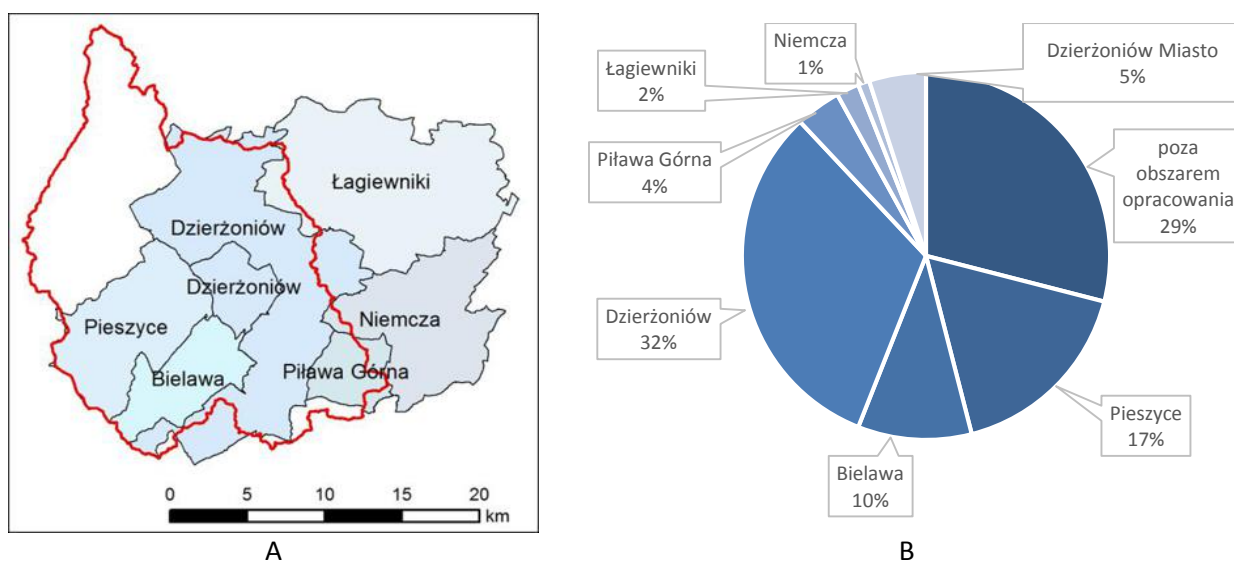 Łagiewniki
Dzierżoniów
Dzierżoniów
Pieszyce
Niemcza
Bielawa
Piława Górna
0 5 10 15 20
km
A
Niemcza
1%
Dzierżoniów Miasto
5%
Łagiewniki
2%
Piława Górna
4%
poza
obszarem
opracowania
29%
Dzierżoniów
32%
Pieszyce
17%
Bielawa
10%
B